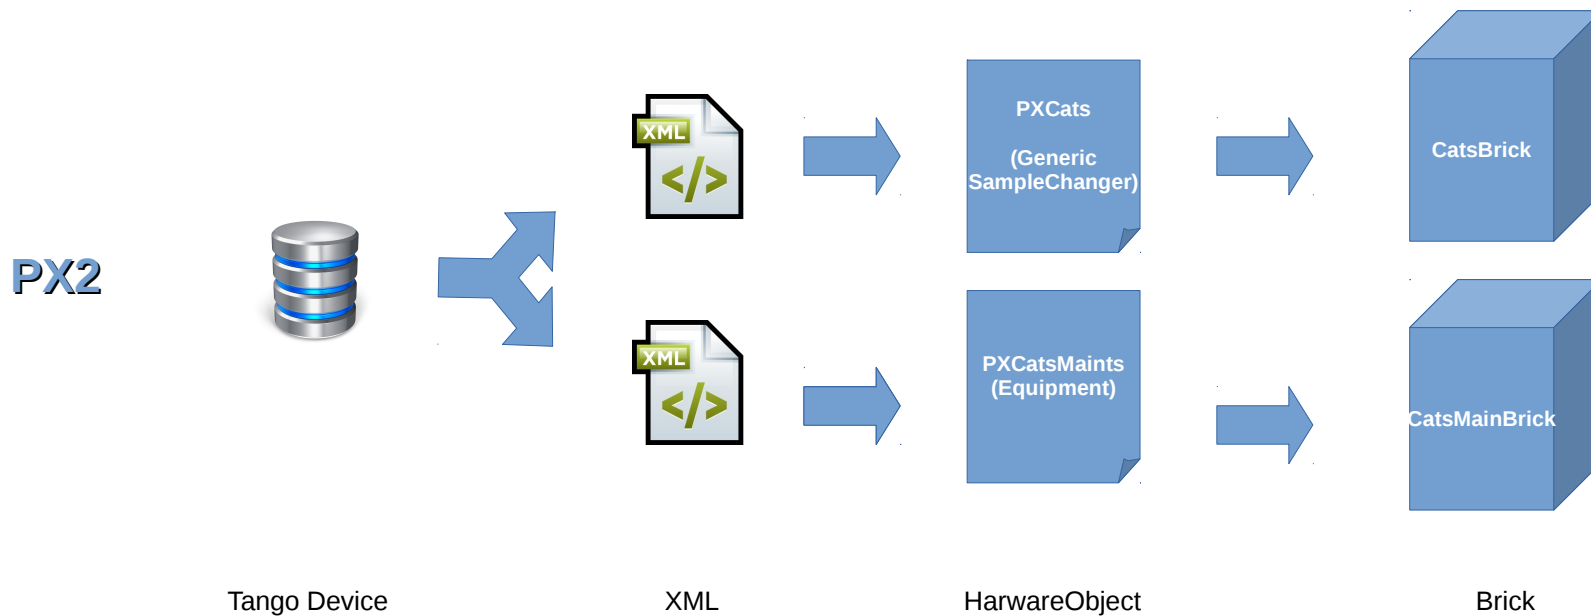 PX2
XML
</>
PXCats
(Generic
SampleChanger)
CatsBrick
XML
</>
PXCatsMaints
(Equipment)
CatsMainBrick
Tango Device
XML
HarwareObject
Brick